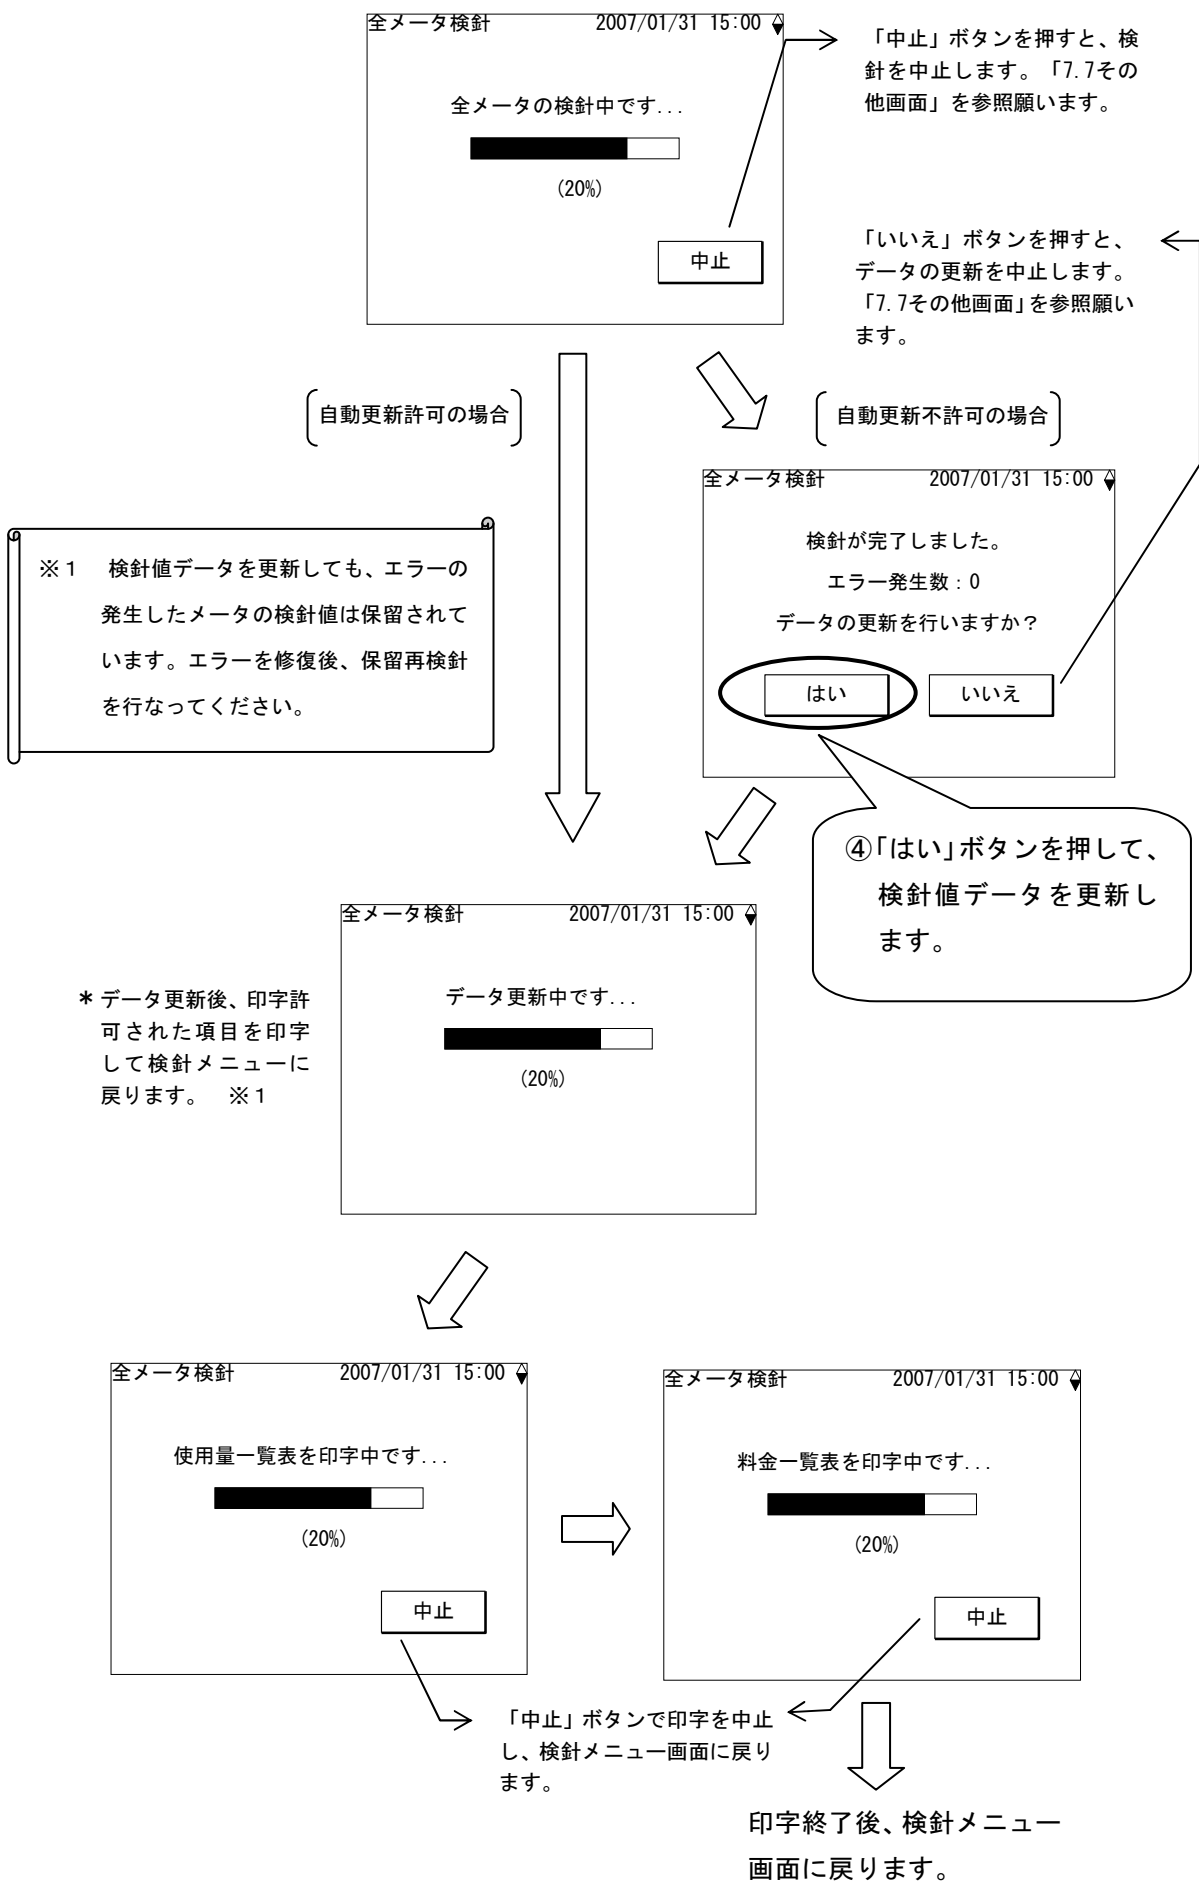 全メータ検針 2007/01/31 15:00
全メータの検針中です...
(20%)
中止
「中止」ボタンを押すと、検
針を中止します。「7.7その
他画面」を参照願います。
「いいえ」ボタンを押すと、
データの更新を中止します。
「7.7その他画面」を参照願い
ます。
自動更新許可の場合
自動更新不許可の場合
※1 検針値データを更新しても、エラーの
発生したメータの検針値は保留されて
います。エラーを修復後、保留再検針
を行なってください。
全メータ検針 2007/01/31 15:00
検針が完了しました。
エラー発生数:0
データの更新を行いますか?
はい いいえ
④「はい」ボタンを押して、
検針値データを更新し
ます。
全メータ検針 2007/01/31 15:00
データ更新中です...
(20%)
*データ更新後、印字許
可された項目を印字
して検針メニューに
戻ります。 ※1
全メータ検針 2007/01/31 15:00
使用量一覧表を印字中です...
(20%)
中止
全メータ検針 2007/01/31 15:00
料金一覧表を印字中です...
(20%)
中止
「中止」ボタンで印字を中止
し、検針メニュー画面に戻り
ます。
印字終了後、検針メニュー
画面に戻ります。